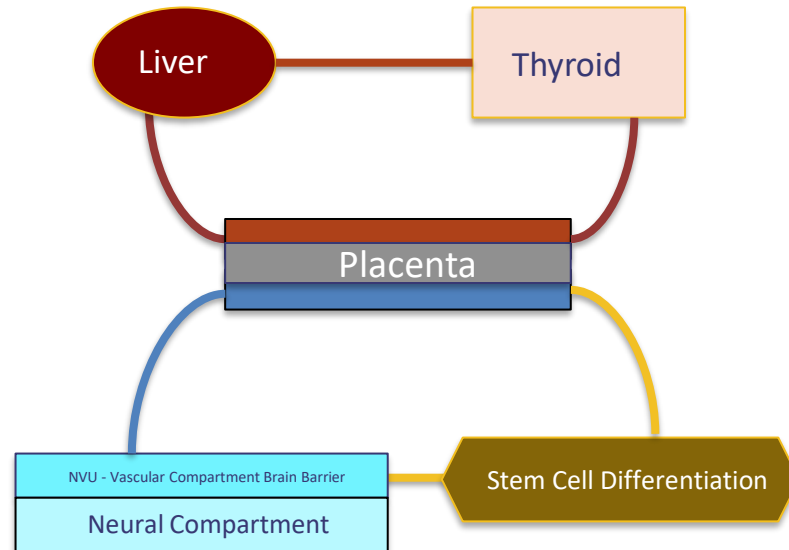 Liver
Thyroid
Placenta
NVU - Vascular Compartment Brain Barrier
Neural Compartment
Stem Cell Differentiation